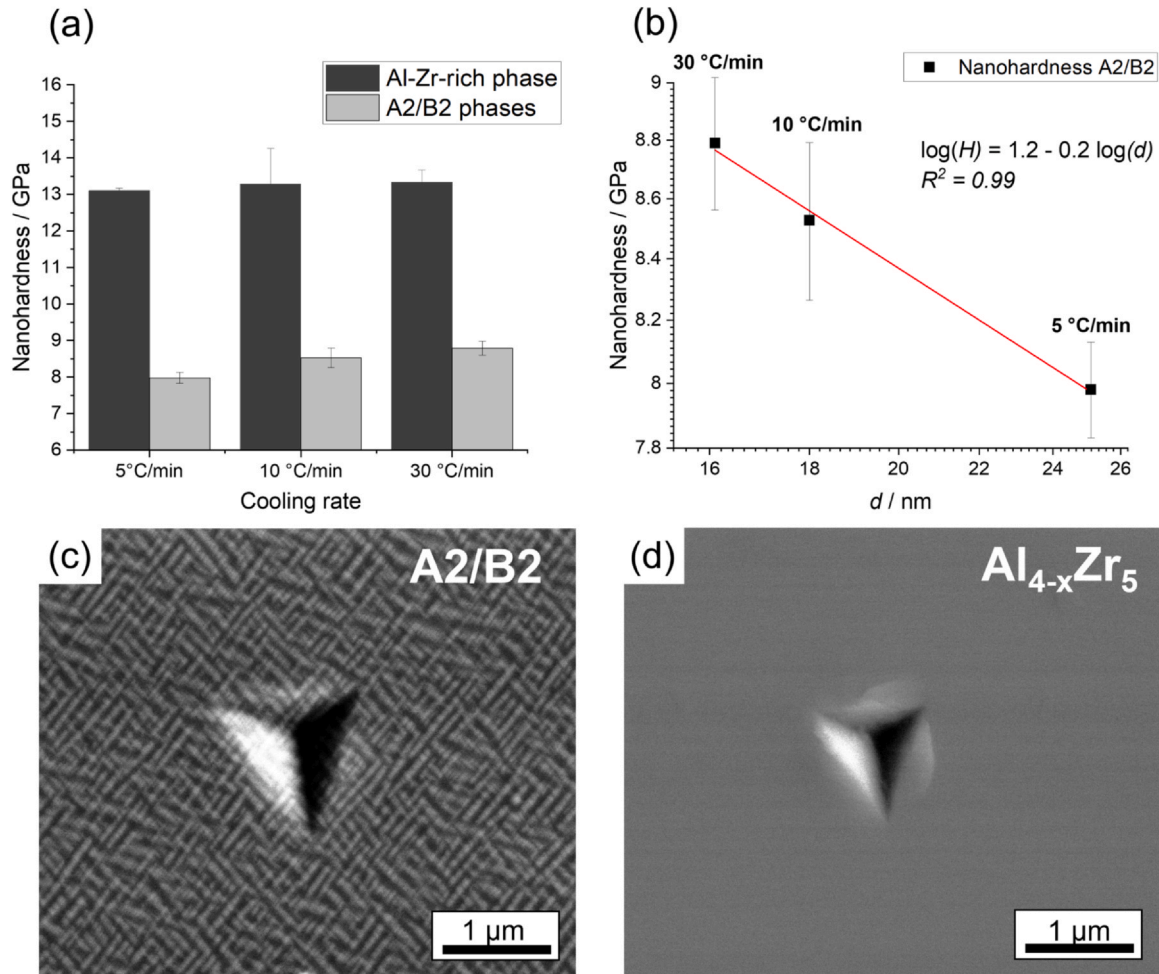 (a)
Al-Zr-rich phase
A2/B2 phases
Nanohardness / GPa
16
15
14
13
12
11
10
9
8
7
6
5°C/min
10 °C/min
30 °C/min
Cooling rate
(b)
Nanohardness A2/B2
30 °C/min
10 °C/min
5 °C/min
log(H) = 1.2 - 0.2 log(d)
R² = 0.99
Nanohardness / GPa
9
8.8
8.6
8.4
8.2
8
7.8
16
18
20
22
24
26
d / nm
(c)
A2/B2
1 µm
(d)
Al₄₋ₓZr₅
1 µm